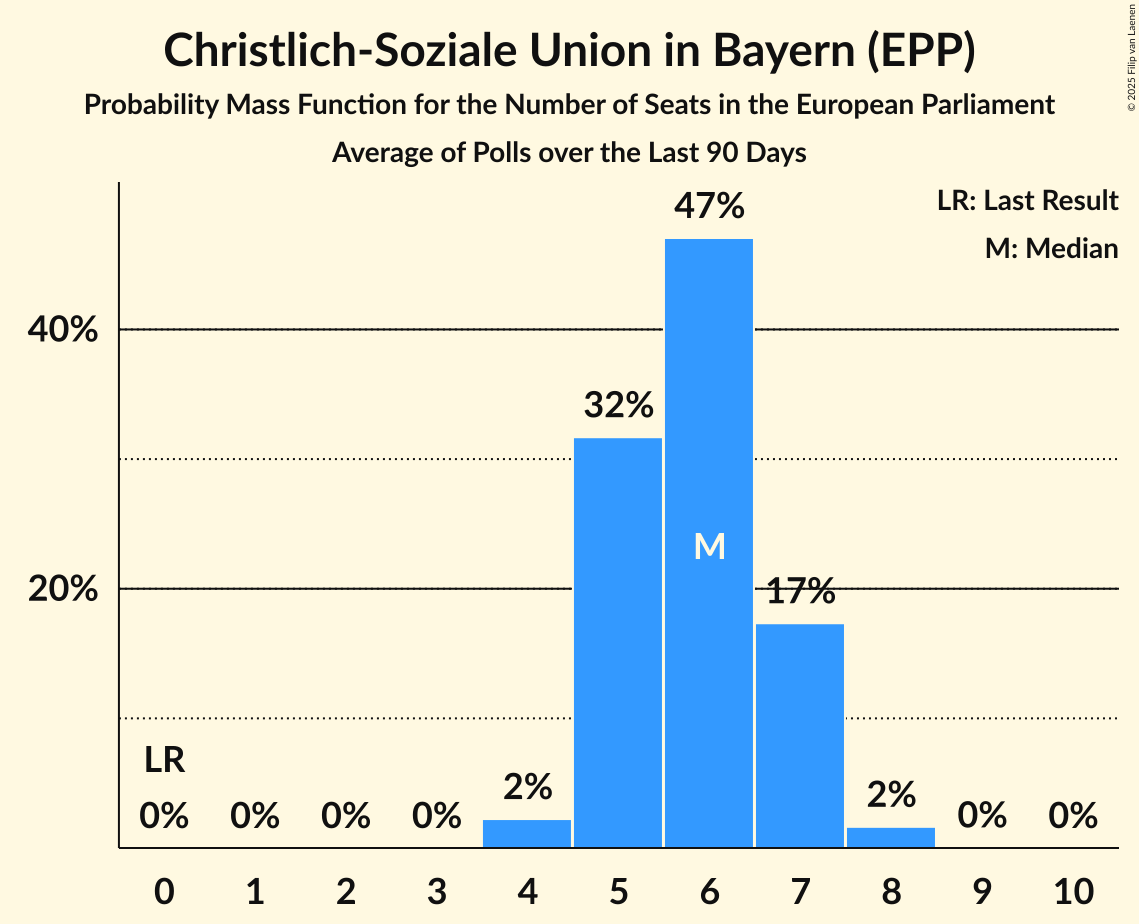 Christlich-Soziale Union in Bayern (EPP)
Probability Mass Function for the Number of Seats in the European Parliament
Average of Polls over the Last 90 Days
© 2025 Filip van Laenen
LR: Last Result
M: Median
47%
40%
32%
M
20%
17%
LR
0% 0% 0% 0% 2% 2% 0% 0%
0 1 2 3 4 5 6 7 8 9 10